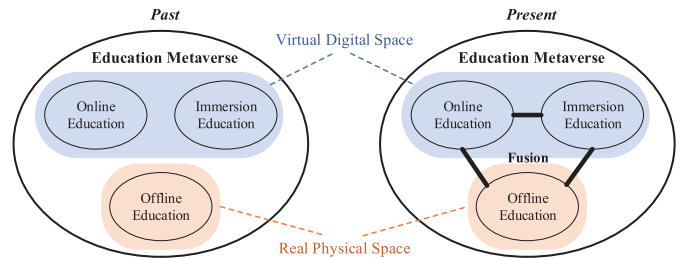 Past
Present
Virtual Digital Space
Education Metaverse
Education Metaverse
Online
Education
Immersion
Education
Online
Education
Immersion
Education
Fusion
Offline
Education
Offline
Education
Real Physical Space